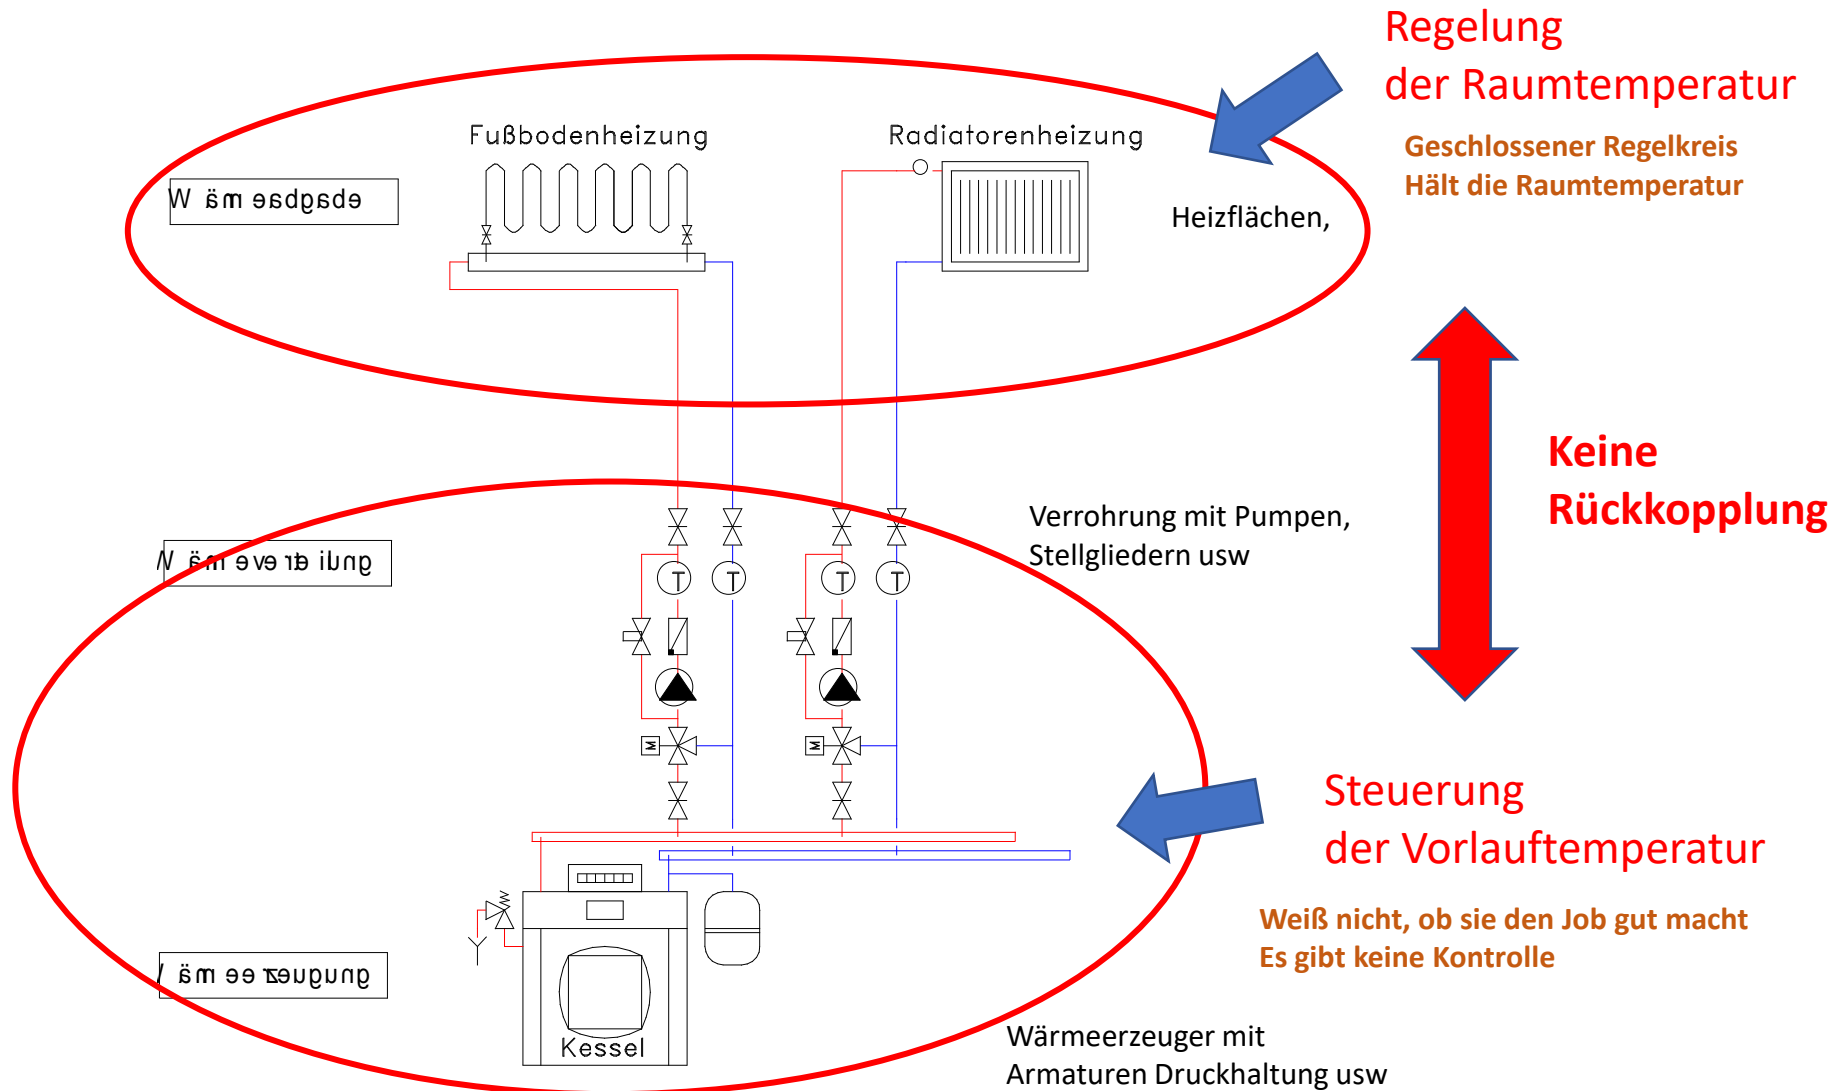 Regelung
der Raumtemperatur
Geschlossener Regelkreis
Hält die Raumtemperatur
Fußbodenheizung
Radiatorenheizung
Heizflächen,
Keine
Rückkopplung
Verrohrung mit Pumpen,
Stellgliedern usw
T T T T
M M
Steuerung
der Vorlauftemperatur
Weiß nicht, ob sie den Job gut macht
Es gibt keine Kontrolle
Kessel
Wärmeerzeuger mit
Armaturen Druckhaltung usw